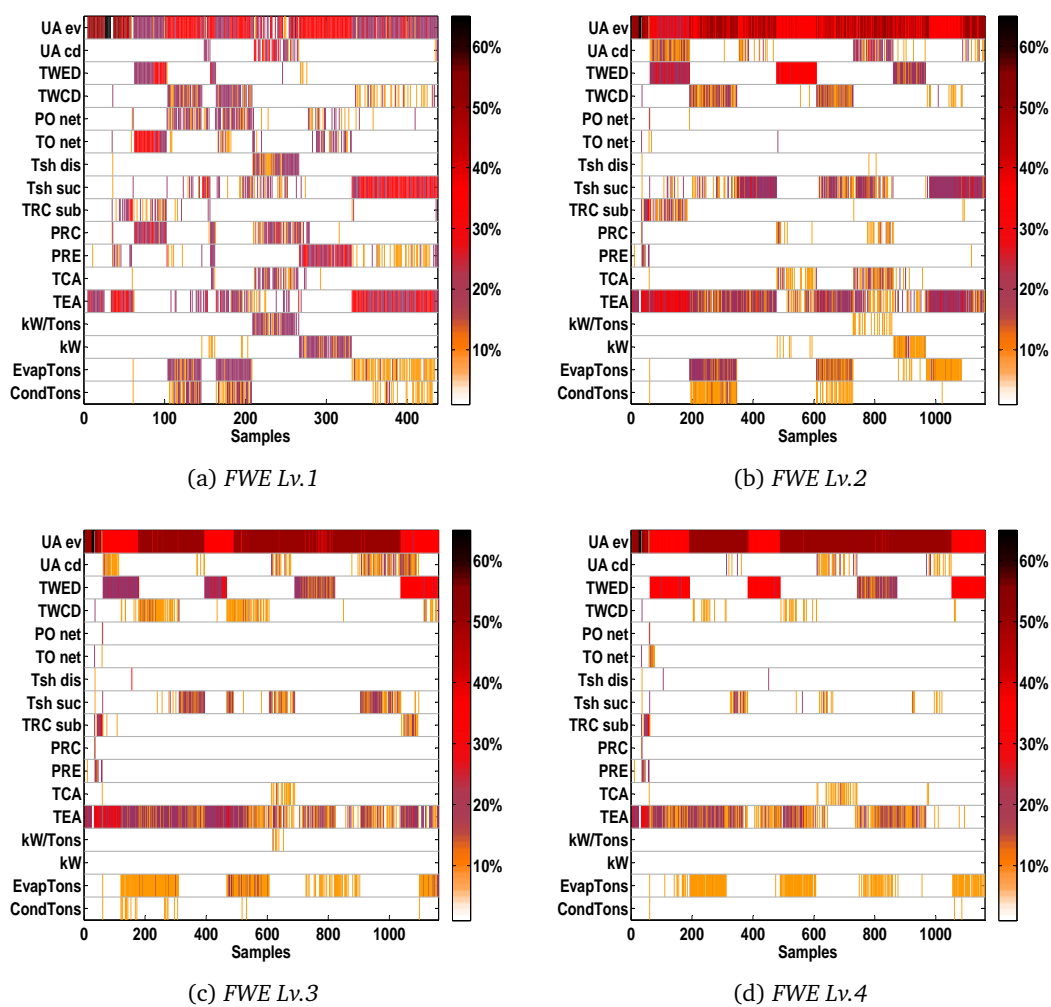 UA ev
UA cd
TWED
TWCD
PO net
TO net
Tsh dis
Tsh suc
TRC sub
PRC
PRE
TCA
TEA
kW/Tons
kW
EvapTons
CondTons
0 100 200 300 400
Samples
60%
50%
40%
30%
20%
10%
(a) FWE Lv.1
UA ev
UA cd
TWED
TWCD
PO net
TO net
Tsh dis
Tsh suc
TRC sub
PRC
PRE
TCA
TEA
kW/Tons
kW
EvapTons
CondTons
0 200 400 600 800 1000
Samples
60%
50%
40%
30%
20%
10%
(b) FWE Lv.2
UA ev
UA cd
TWED
TWCD
PO net
TO net
Tsh dis
Tsh suc
TRC sub
PRC
PRE
TCA
TEA
kW/Tons
kW
EvapTons
CondTons
0 200 400 600 800 1000
Samples
60%
50%
40%
30%
20%
10%
(c) FWE Lv.3
UA ev
UA cd
TWED
TWCD
PO net
TO net
Tsh dis
Tsh suc
TRC sub
PRC
PRE
TCA
TEA
kW/Tons
kW
EvapTons
CondTons
0 200 400 600 800 1000
Samples
60%
50%
40%
30%
20%
10%
(d) FWE Lv.4